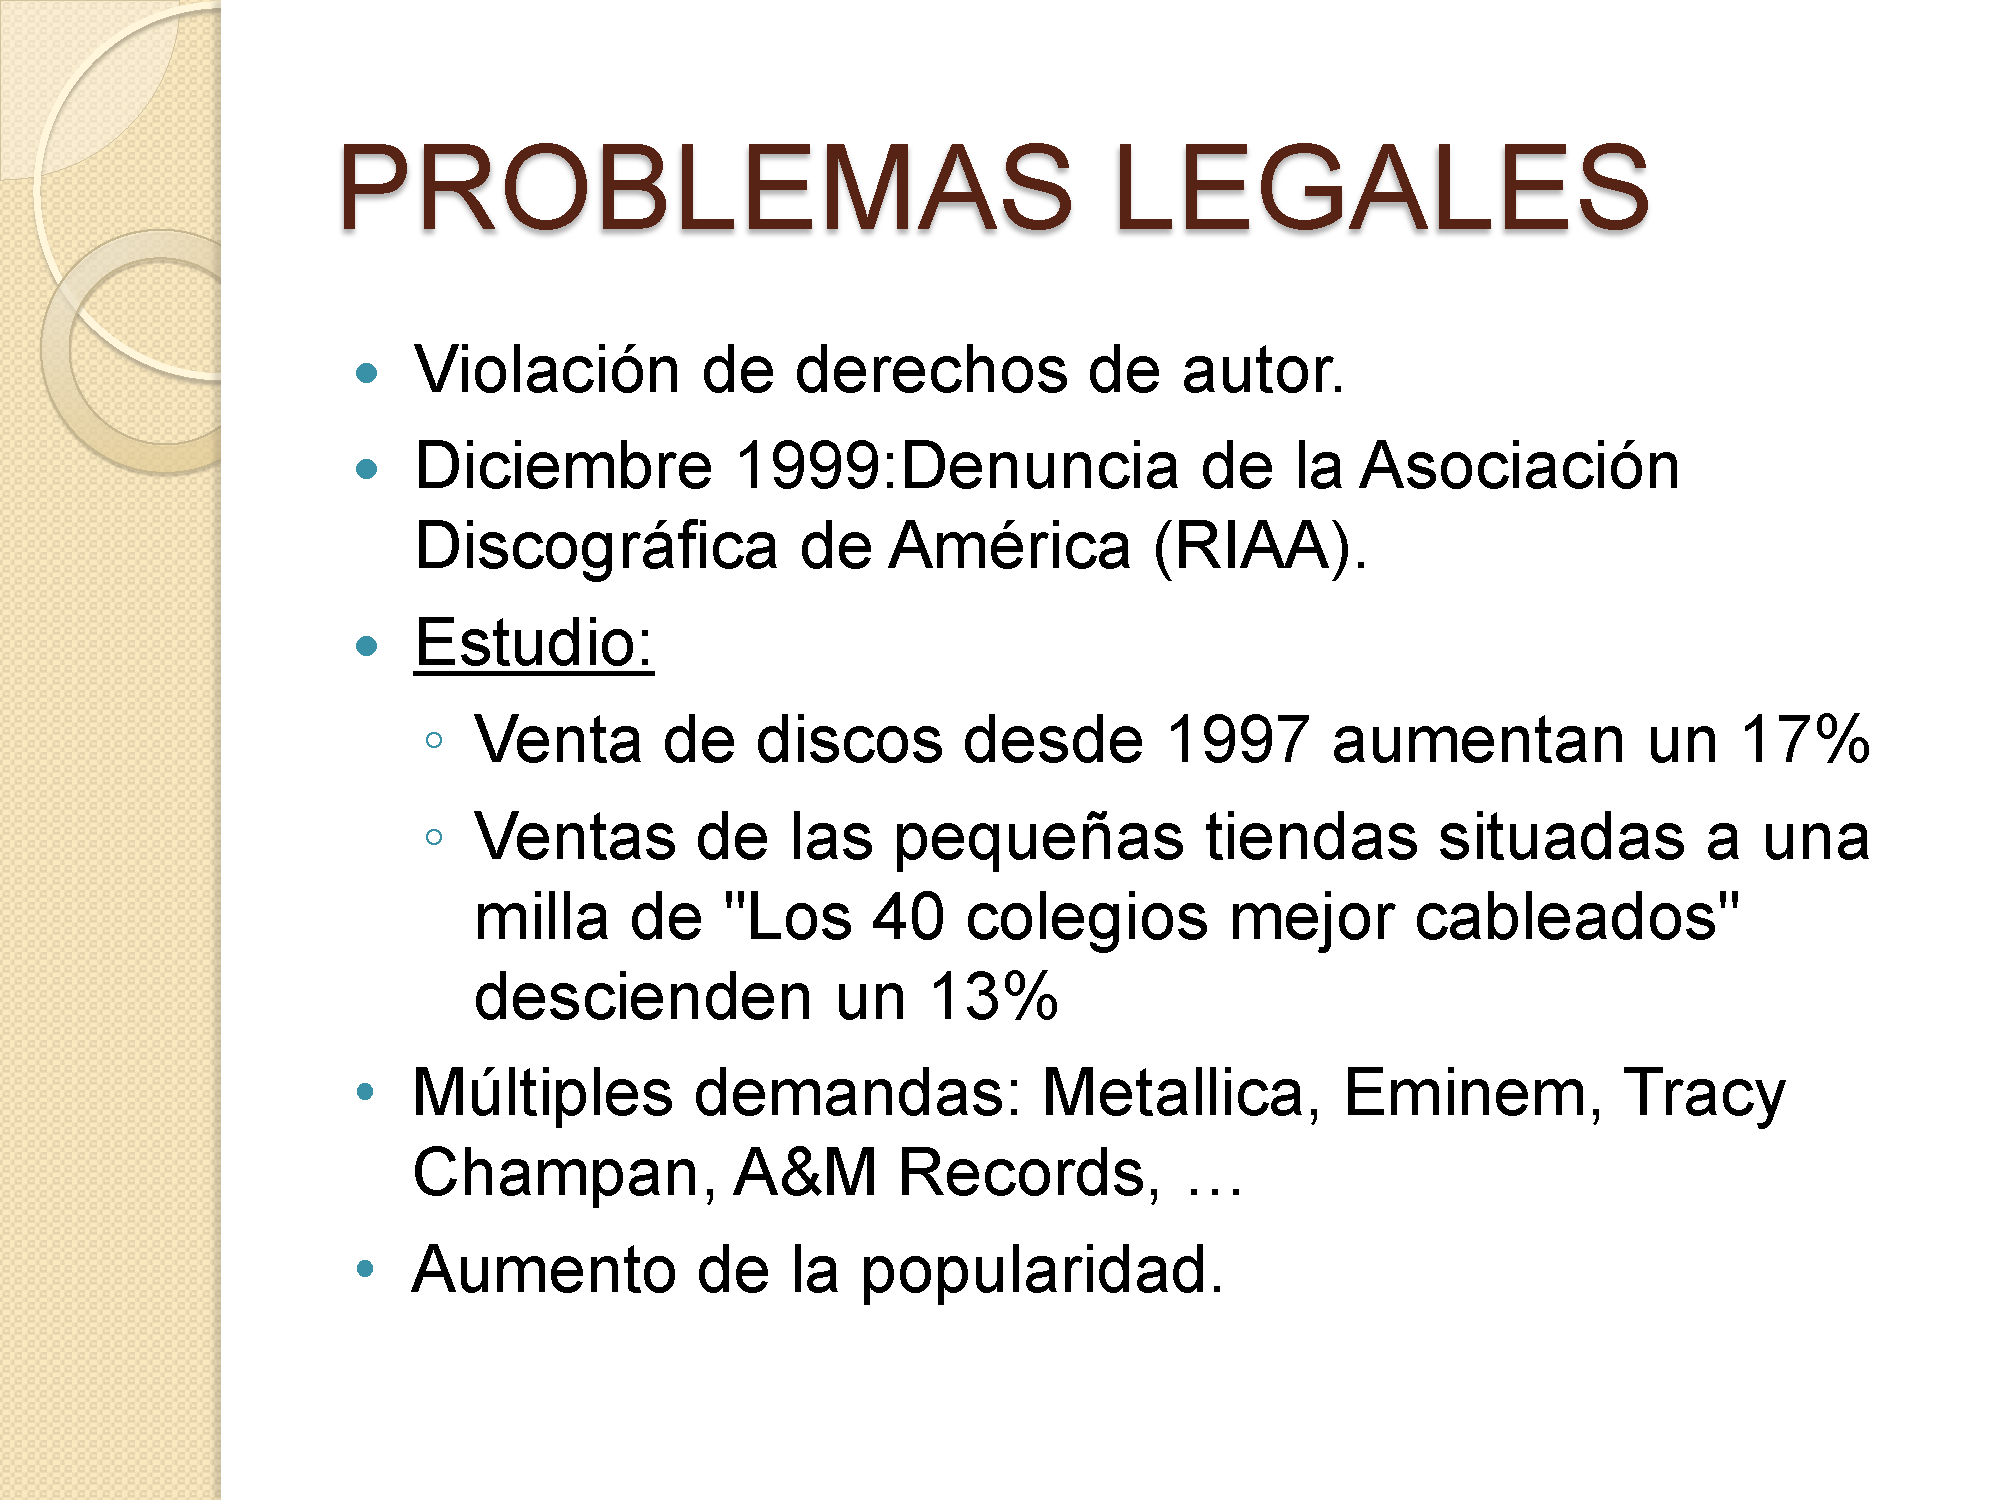 PROBLEMAS LEGALES
• Violación de derechos de autor.
• Diciembre 1999:Denuncia de la Asociación
Discográfica de América (RIAA).
• Estudio:
◦ Venta de discos desde 1997 aumentan un 17%
◦ Ventas de las pequeñas tiendas situadas a una
milla de "Los 40 colegios mejor cableados"
descienden un 13%
• Múltiples demandas: Metallica, Eminem, Tracy
Champan, A&M Records, …
• Aumento de la popularidad.